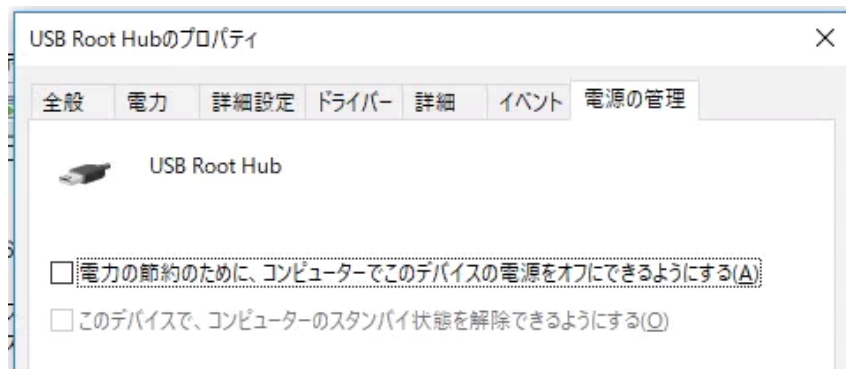 USB Root Hubのプロパティ
全般 電力 詳細設定 ドライバー 詳細 イベント 電源の管理
USB Root Hub
電力の節約のために、コンピューターでこのデバイスの電源をオフにできるようにする(A)
このデバイスで、コンピューターのスタンバイ状態を解除できるようにする(O)